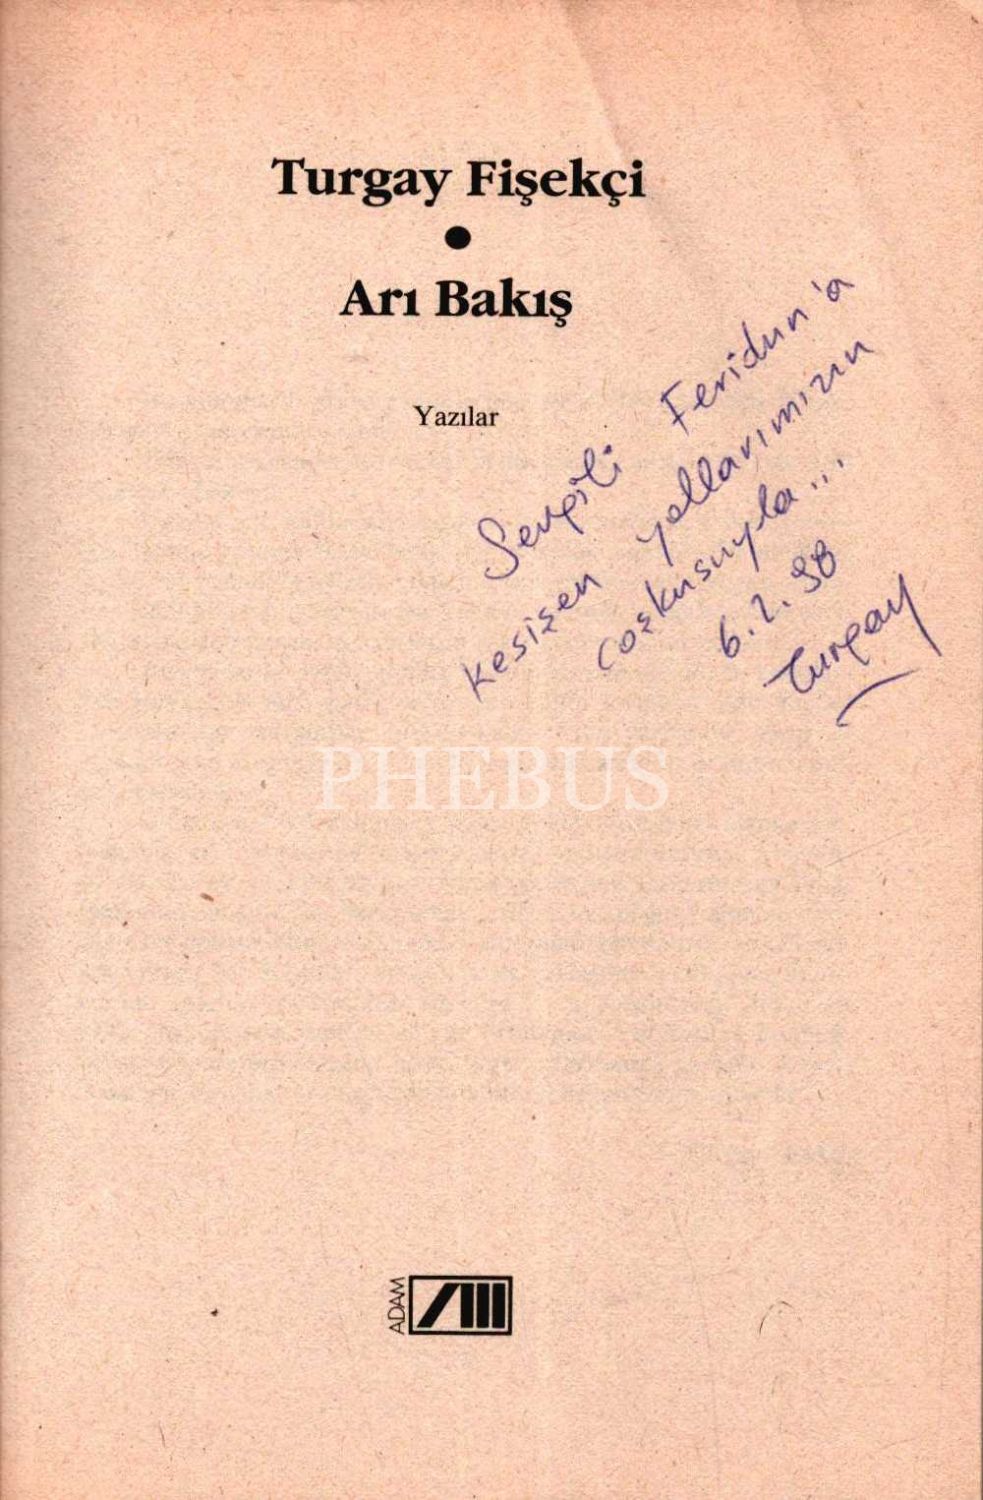 Turgay Fişekçi
●
Arı Bakış
Yazılar
Sevgili Feridun'a
kesişen yollarımızın
coşkusuyla...
6.2.98
Turgay
PHEBUS
ADAM